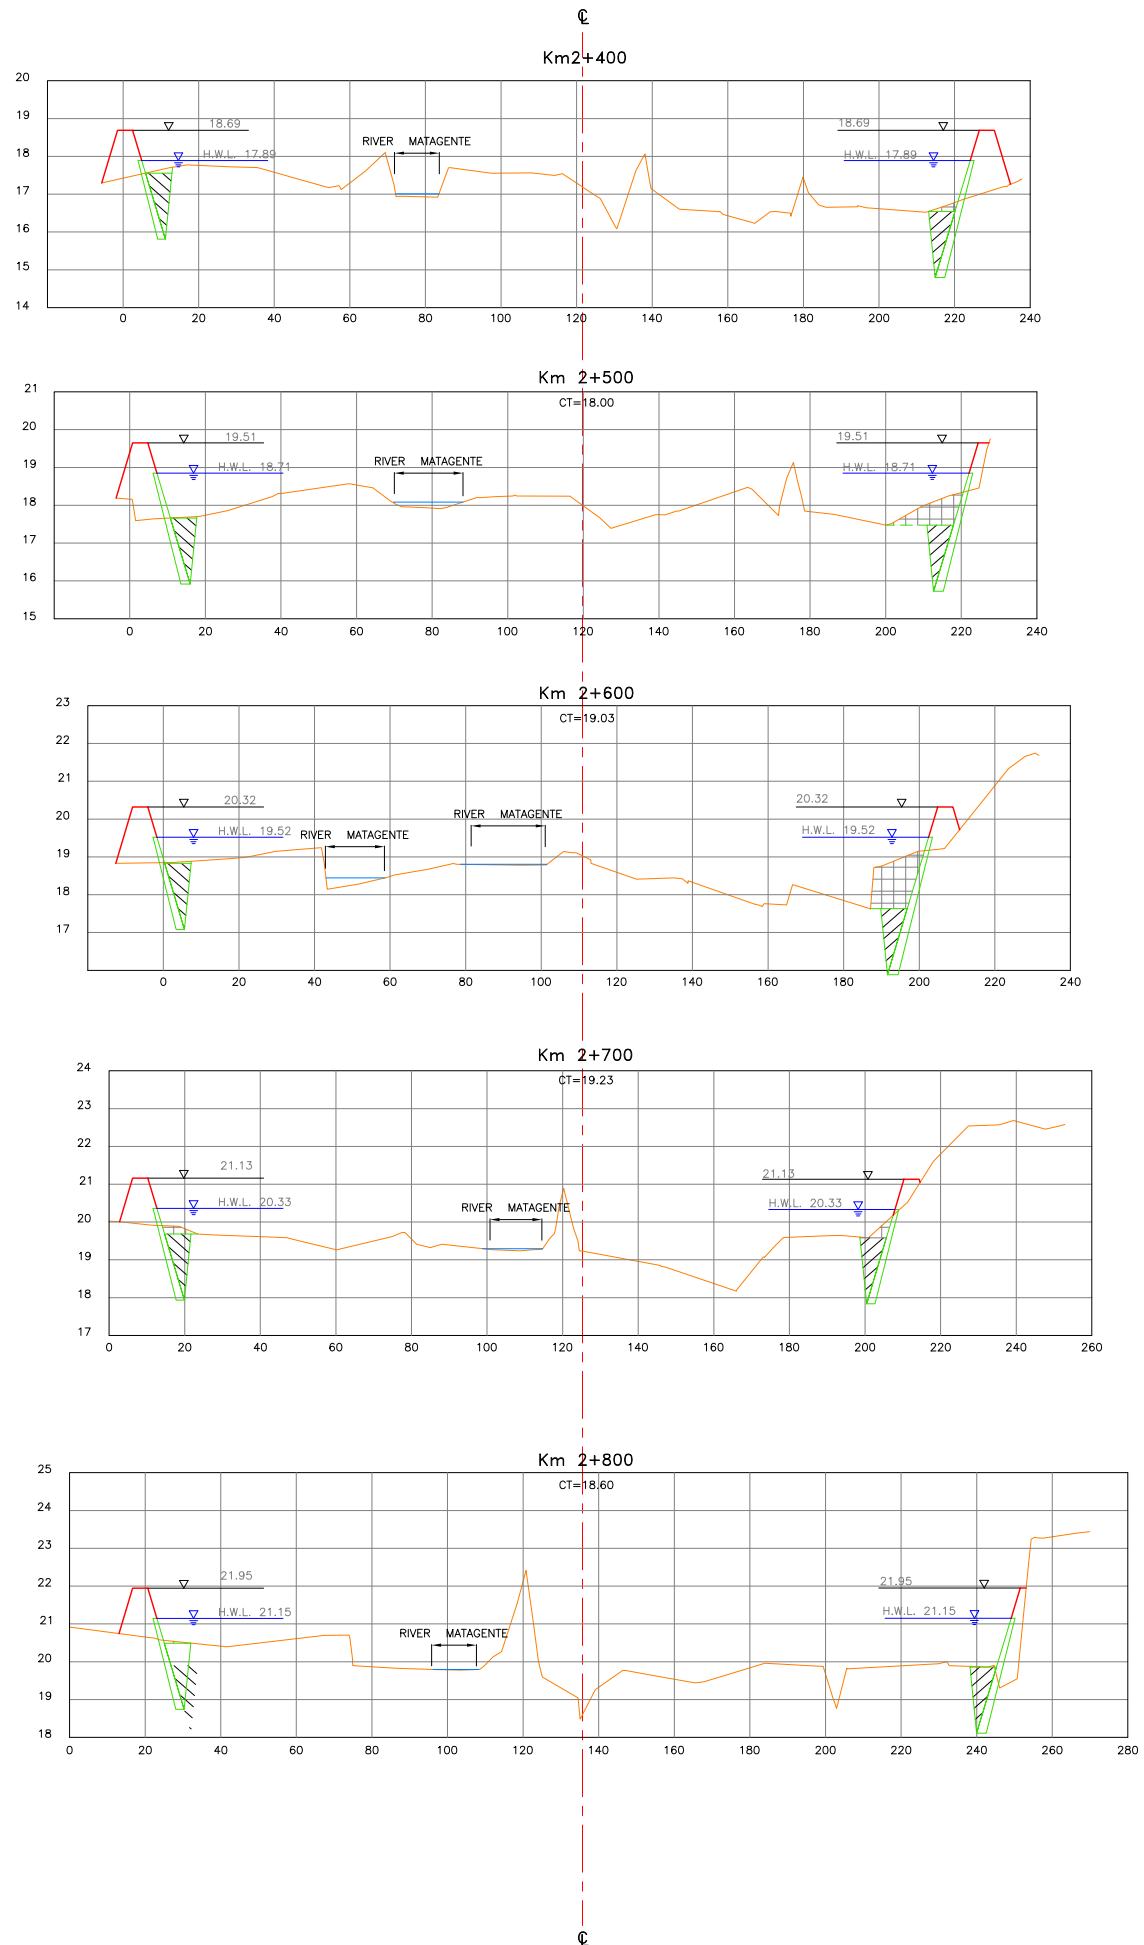 ℄
Km2+400
20
19
18
17
16
15
14
18.69
H.W.L. 17.89
RIVER MATAGENTE
18.69
H.W.L. 17.89
0 20 40 60 80 100 120 140 160 180 200 220 240
Km 2+500
CT=18.00
21
20
19
18
17
16
15
19.51
H.W.L. 18.71
RIVER MATAGENTE
19.51
H.W.L. 18.71
0 20 40 60 80 100 120 140 160 180 200 220 240
Km 2+600
CT=19.03
23
22
21
20
19
18
17
20.32
H.W.L. 19.52
RIVER MATAGENTE
RIVER MATAGENTE
20.32
H.W.L. 19.52
0 20 40 60 80 100 120 140 160 180 200 220 240
Km 2+700
CT=19.23
24
23
22
21
20
19
18
17
21.13
H.W.L. 20.33
RIVER MATAGENTE
21.13
H.W.L. 20.33
0 20 40 60 80 100 120 140 160 180 200 220 240 260
Km 2+800
CT=18.60
25
24
23
22
21
20
19
18
21.95
H.W.L. 21.15
RIVER MATAGENTE
21.95
H.W.L. 21.15
0 20 40 60 80 100 120 140 160 180 200 220 240 260 280
℄